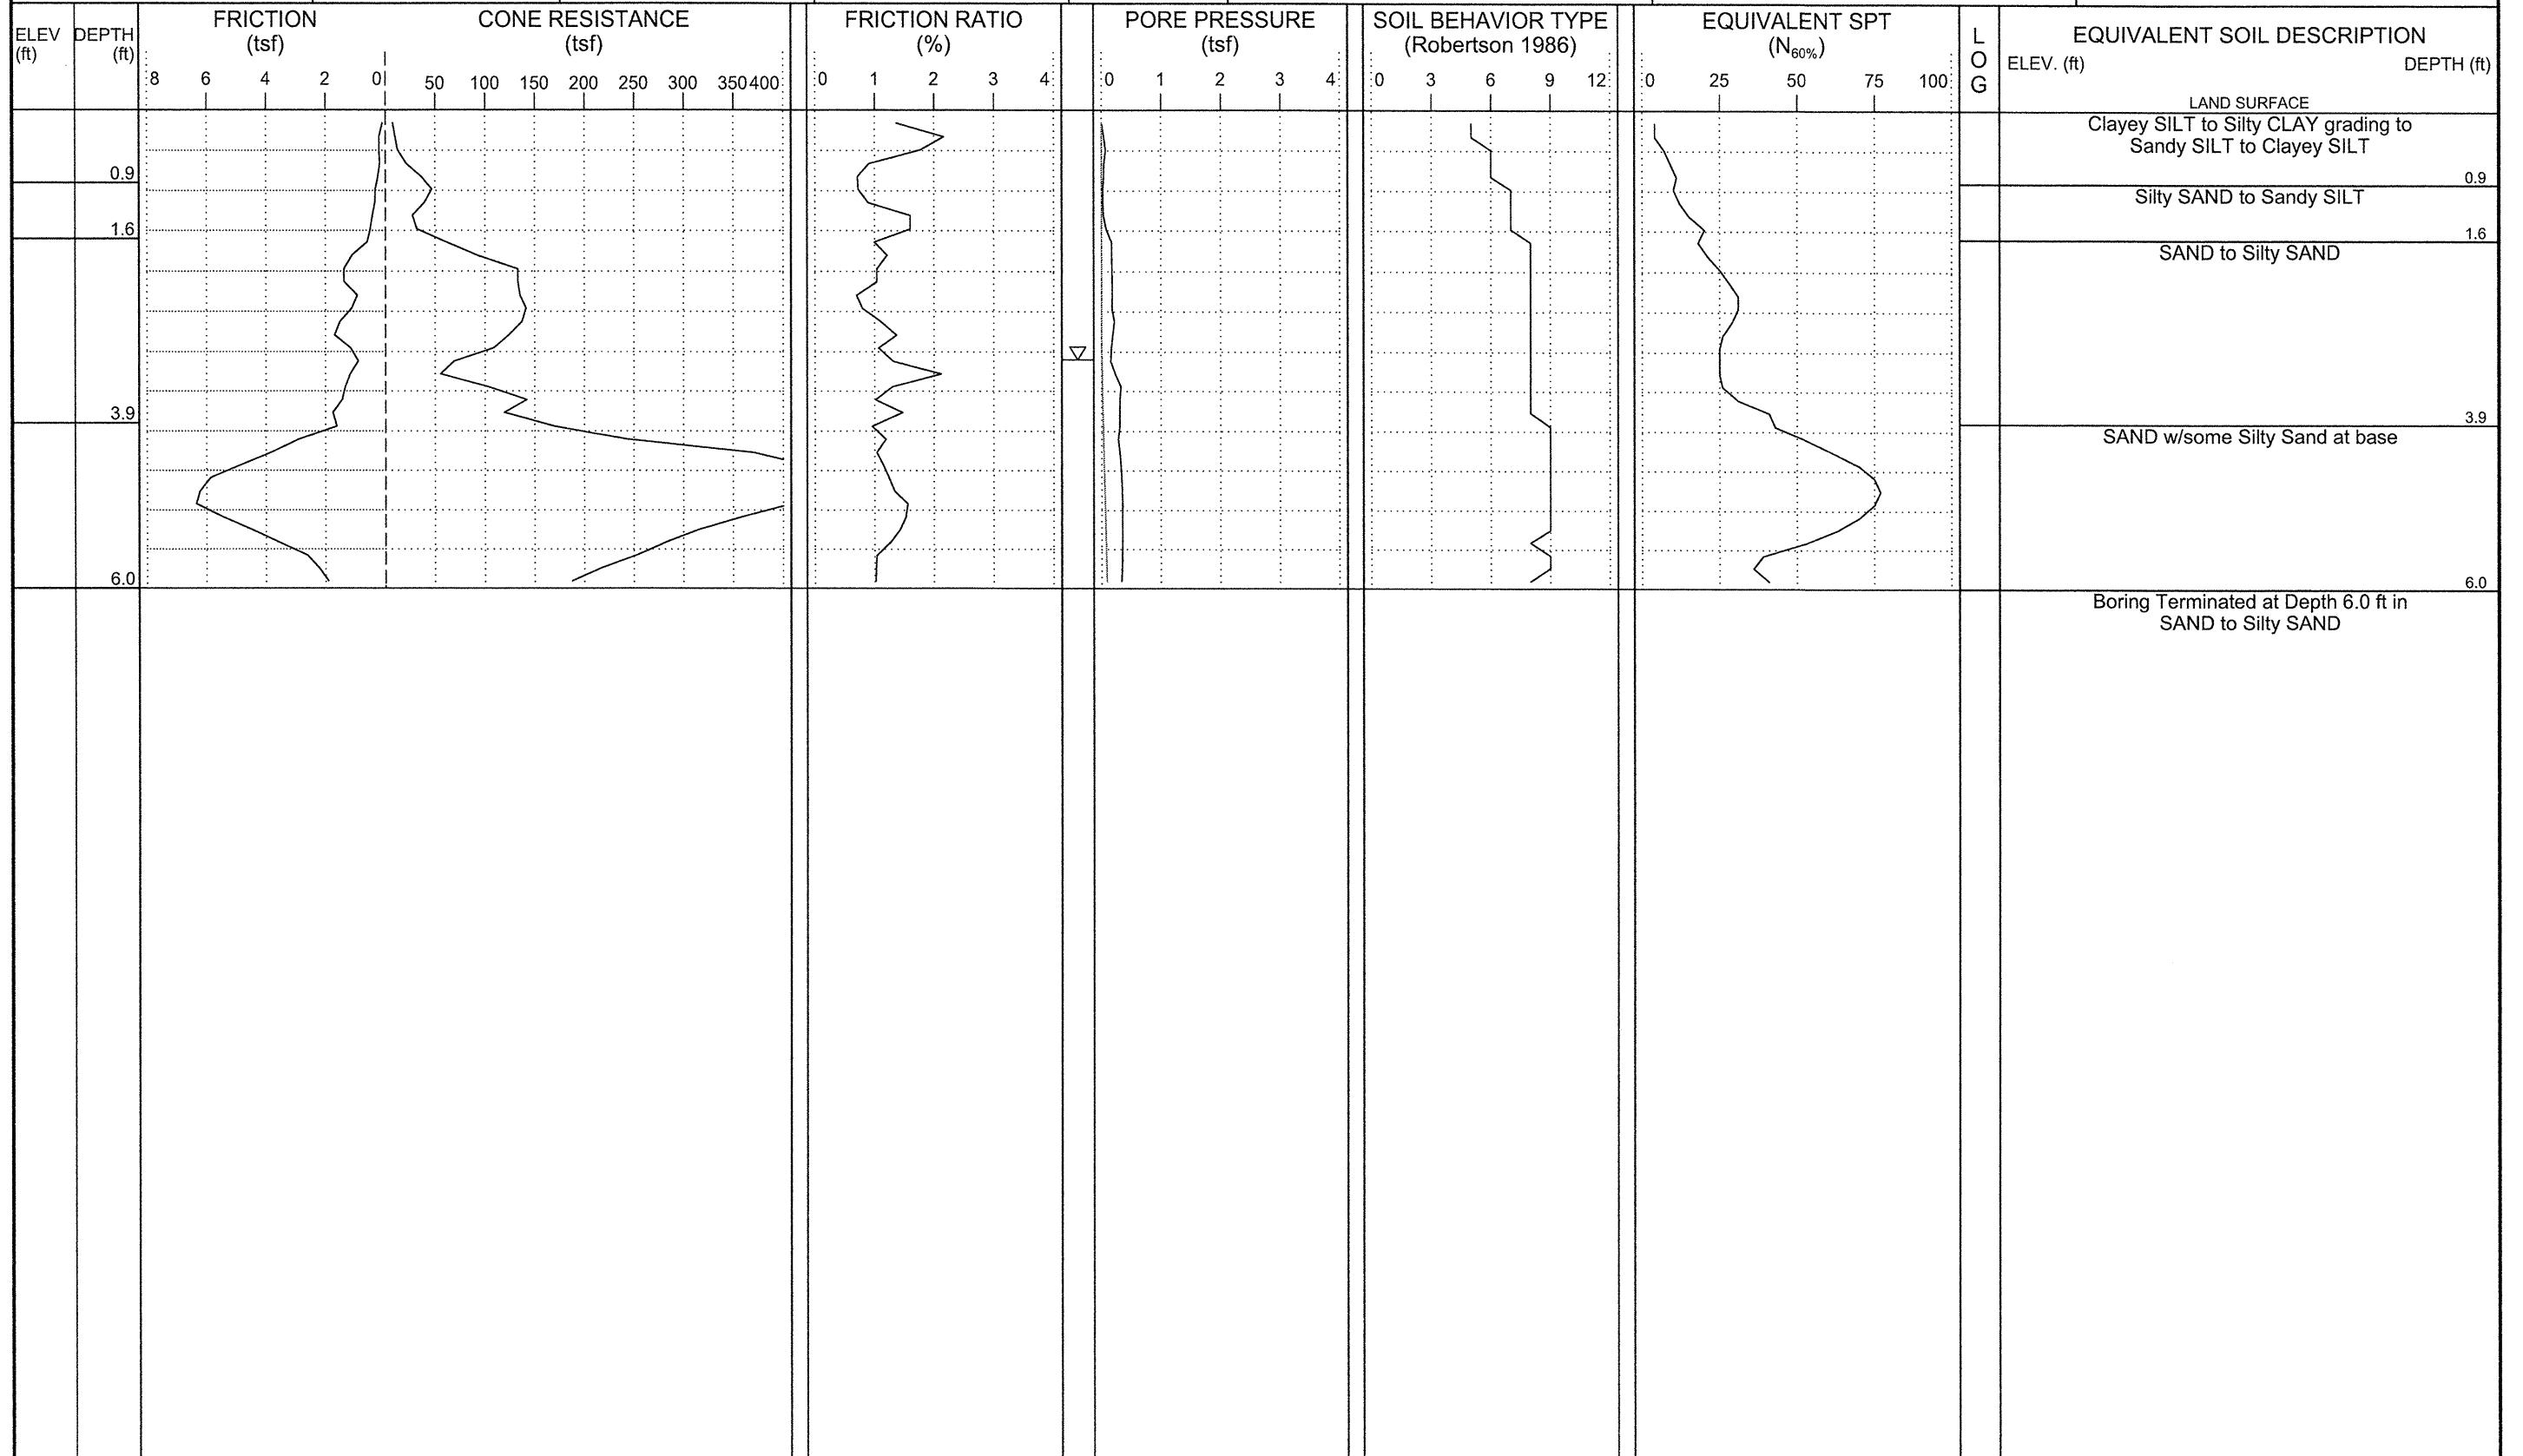 ELEV
(ft)
DEPTH
(ft)
FRICTION
(tsf)
8 6 4 2 0
CONE RESISTANCE
(tsf)
50 100 150 200 250 300 350 400
FRICTION RATIO
(%)
0 1 2 3 4
PORE PRESSURE
(tsf)
0 1 2 3 4
SOIL BEHAVIOR TYPE
(Robertson 1986)
0 3 6 9 12
EQUIVALENT SPT
(N60%)
0 25 50 75 100
L
O
G
EQUIVALENT SOIL DESCRIPTION
ELEV. (ft) DEPTH (ft)
LAND SURFACE
Clayey SILT to Silty CLAY grading to
Sandy SILT to Clayey SILT
0.9 0.9
Silty SAND to Sandy SILT
1.6 1.6
SAND to Silty SAND
3.9 3.9
SAND w/some Silty Sand at base
6.0 6.0
Boring Terminated at Depth 6.0 ft in
SAND to Silty SAND